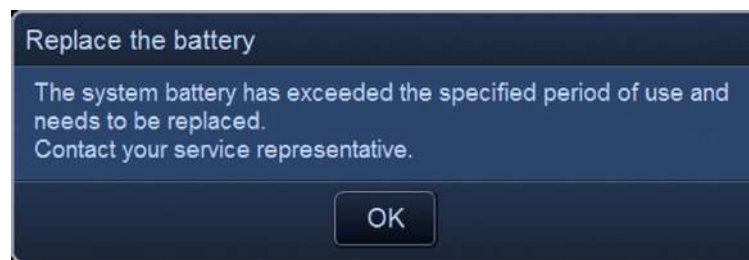 Replace the battery
The system battery has exceeded the specified period of use and
needs to be replaced.
Contact your service representative.
OK